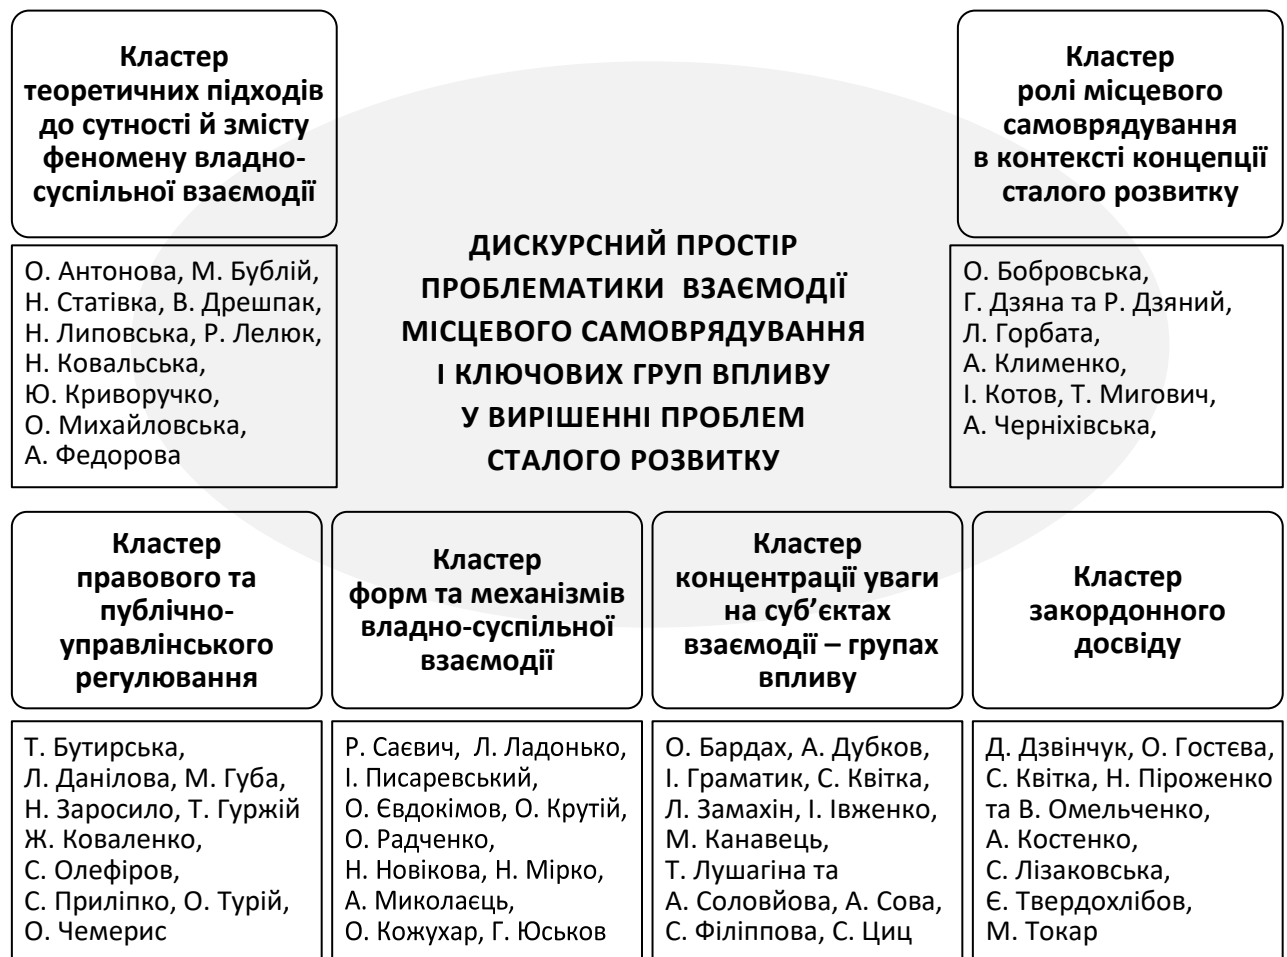 Кластер
теоретичних підходів
до сутності й змісту
феномену владно-
суспільної взаємодії
О. Антонова, М. Бублій,
Н. Статівка, В. Дрешпак,
Н. Липовська, Р. Лелюк,
Н. Ковальська,
Ю. Криворучко,
О. Михайловська,
А. Федорова
ДИСКУРСНИЙ ПРОСТІР
ПРОБЛЕМАТИКИ ВЗАЄМОДІЇ
МІСЦЕВОГО САМОВРЯДУВАННЯ
І КЛЮЧОВИХ ГРУП ВПЛИВУ
У ВИРІШЕННІ ПРОБЛЕМ
СТАЛОГО РОЗВИТКУ
Кластер
ролі місцевого
самоврядування
в контексті концепції
сталого розвитку
О. Бобровська,
Г. Дзяна та Р. Дзяний,
Л. Горбата,
А. Клименко,
І. Котов, Т. Мигович,
А. Черніхівська,
Кластер
правового та
публічно-
управлінського
регулювання
Т. Бутирська,
Л. Данілова, М. Губа,
Н. Заросило, Т. Гуржій
Ж. Коваленко,
С. Олефіров,
С. Приліпко, О. Турій,
О. Чемерис
Кластер
форм та механізмів
владно-суспільної
взаємодії
Р. Саєвич, Л. Ладонько,
І. Писаревський,
О. Євдокімов, О. Крутій,
О. Радченко,
Н. Новікова, Н. Мірко,
А. Миколаєць,
О. Кожухар, Г. Юськов
Кластер
концентрації уваги
на суб’єктах
взаємодії – групах
впливу
О. Бардах, А. Дубков,
І. Граматик, С. Квітка,
Л. Замахін, І. Івженко,
М. Канавець,
Т. Лушагіна та
А. Соловйова, А. Сова,
С. Філіппова, С. Циц
Кластер
закордонного
досвіду
Д. Дзвінчук, О. Гостєва,
С. Квітка, Н. Піроженко
та В. Омельченко,
А. Костенко,
С. Лізаковська,
Є. Твердохлібов,
М. Токар